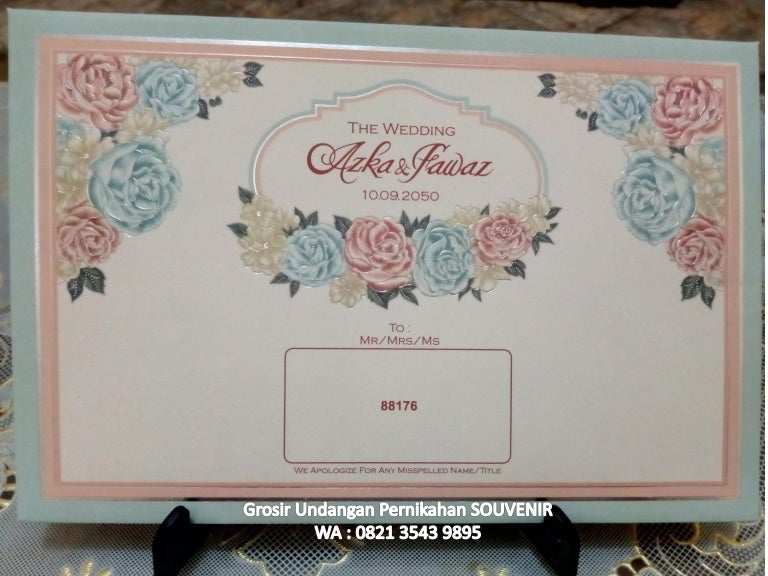 THE WEDDING
Azka & Fawaz
10.09.2050
TO :
MR/MRS/MS
88176
WE APOLOGIZE FOR ANY MISSPELLED NAME/TITLE
Grosir Undangan Pernikahan SOUVENIR
WA : 0821 3543 9895